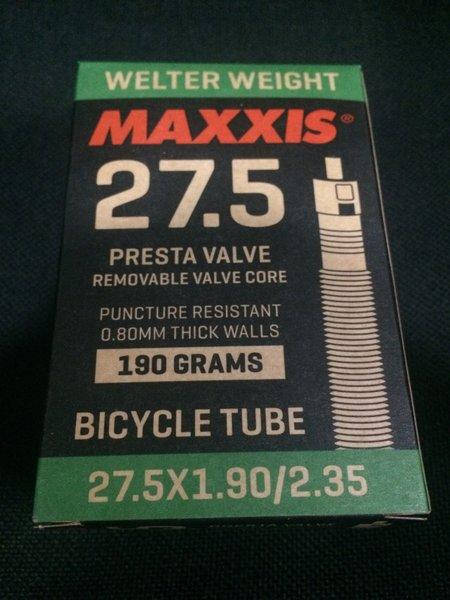 WELTER WEIGHT
MAXXIS®
27.5
PRESTA VALVE
REMOVABLE VALVE CORE
PUNCTURE RESISTANT
0.80MM THICK WALLS
190 GRAMS
BICYCLE TUBE
27.5X1.90/2.35